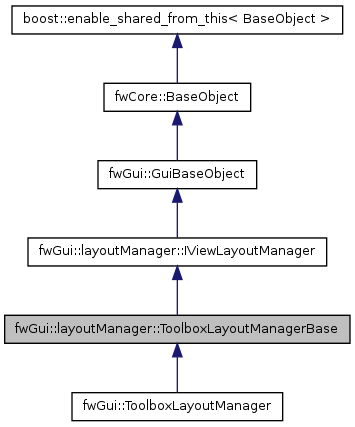 boost::enable_shared_from_this< BaseObject >
fwCore::BaseObject
fwGui::GuiBaseObject
fwGui::layoutManager::IViewLayoutManager
fwGui::layoutManager::ToolboxLayoutManagerBase
fwGui::ToolboxLayoutManager